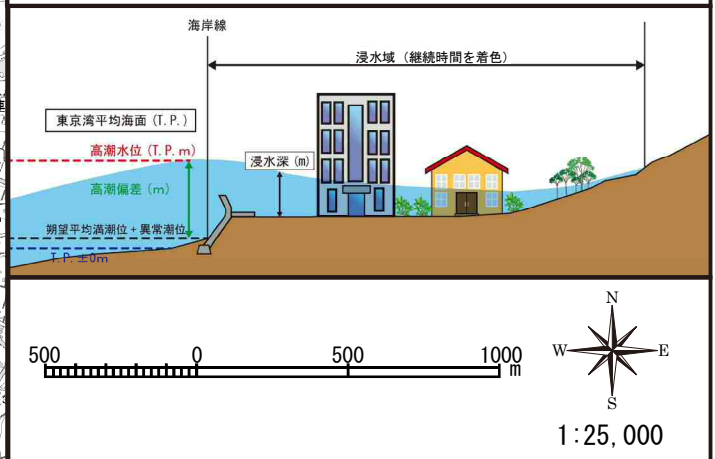 海岸線
浸水域（継続時間を着色）
東京湾平均海面（T.P.）
高潮水位（T.P. m）
浸水深（m）
高潮偏差（m）
朔望平均満潮位＋異常潮位
T.P.±0m
500 0 500 1000
m
N
W E
S
1:25,000